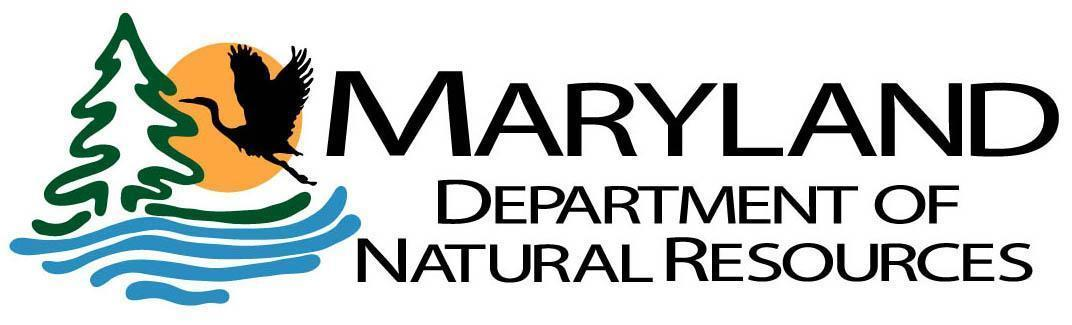 MARYLAND
DEPARTMENT OF
NATURAL RESOURCES